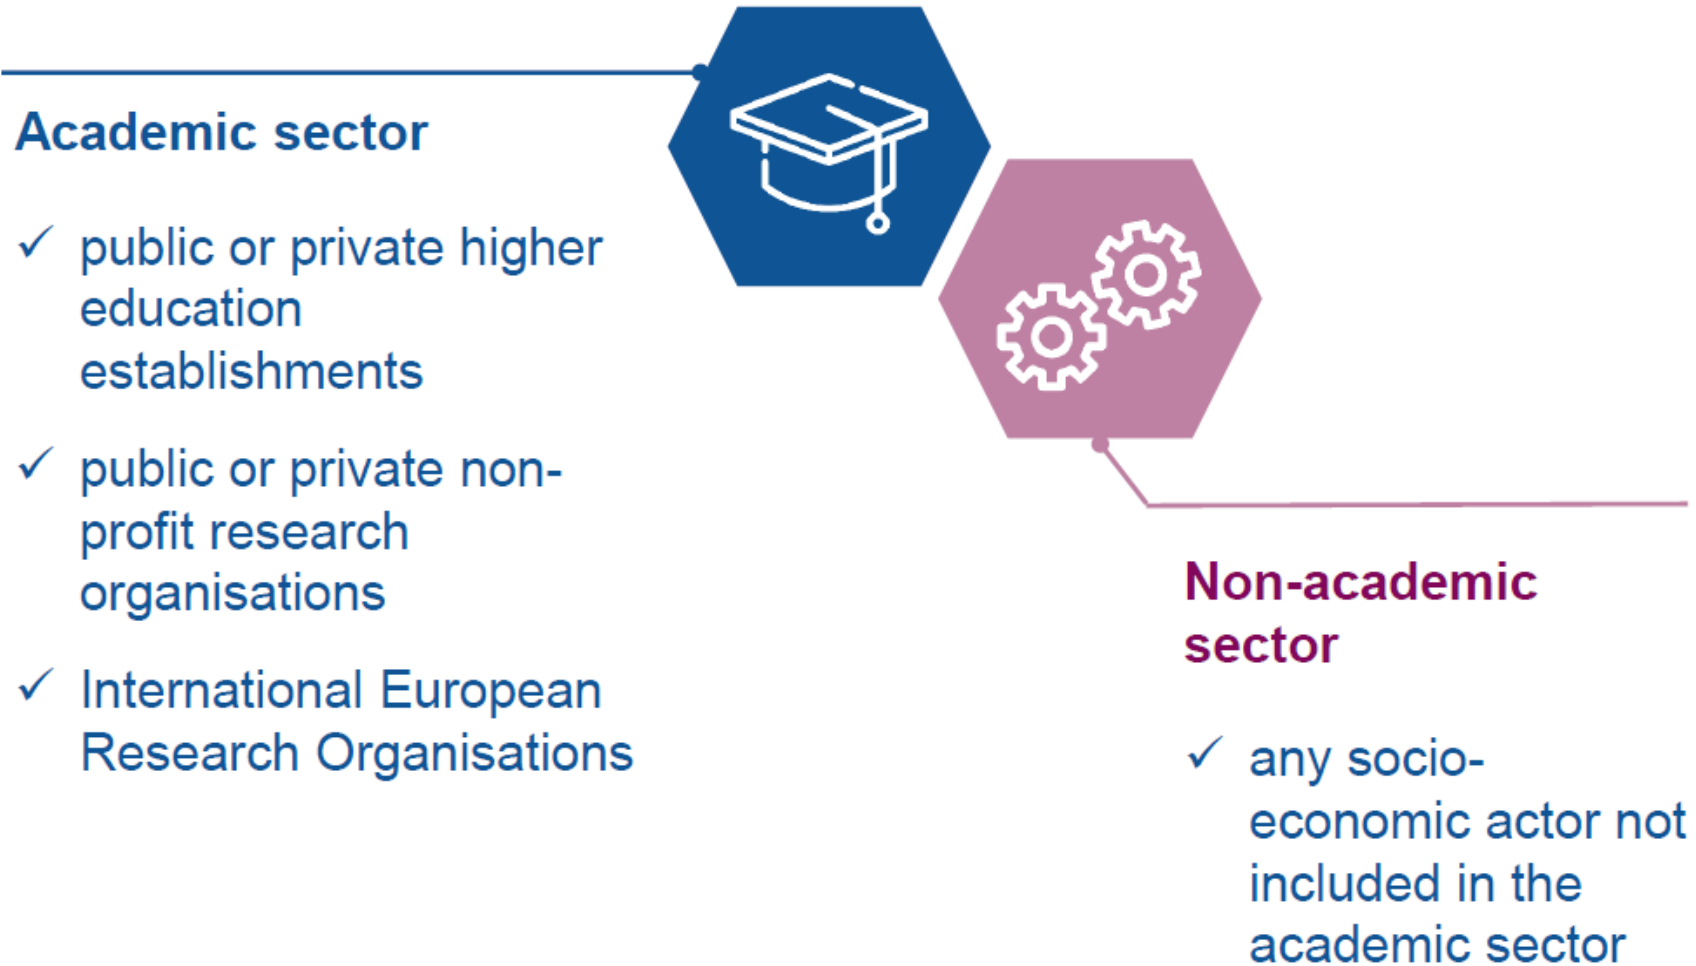 Academic sector
✓ public or private higher
education
establishments
✓ public or private non-
profit research
organisations
✓ International European
Research Organisations
Non-academic
sector
✓ any socio-
economic actor not
included in the
academic sector